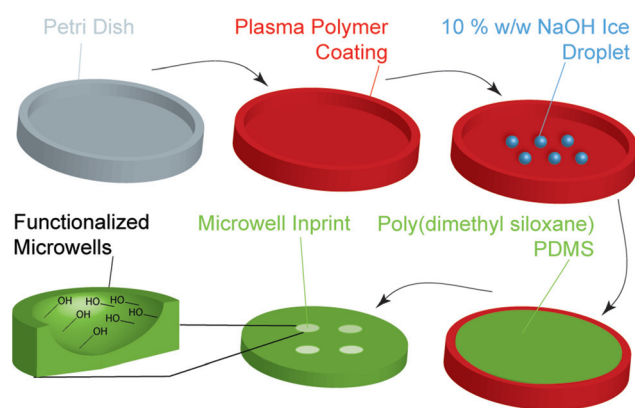 Petri Dish
Plasma Polymer
Coating
10 % w/w NaOH Ice
Droplet
Functionalized
Microwells
Microwell Inprint
Poly(dimethyl siloxane)
PDMS
OH
HO
HO
OH
HO
HO
OH